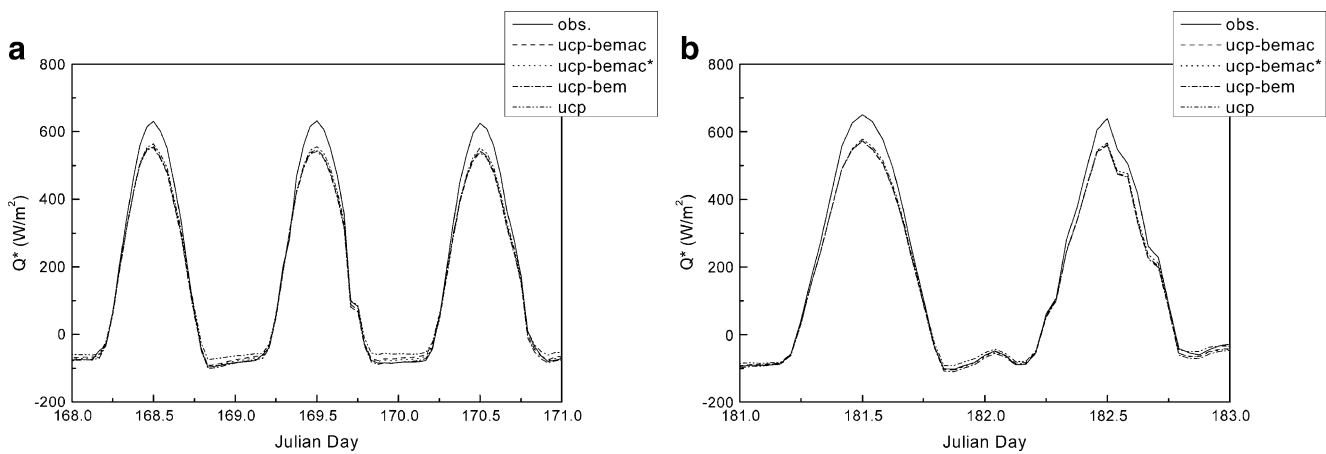 a
obs.
ucp-bemac
ucp-bemac*
ucp-bem
ucp
800
600
400
200
0
-200
Q* (W/m²)
168.0 168.5 169.0 169.5 170.0 170.5 171.0
Julian Day
b
obs.
ucp-bemac
ucp-bemac*
ucp-bem
ucp
800
600
400
200
0
-200
Q* (W/m²)
181.0 181.5 182.0 182.5 183.0
Julian Day